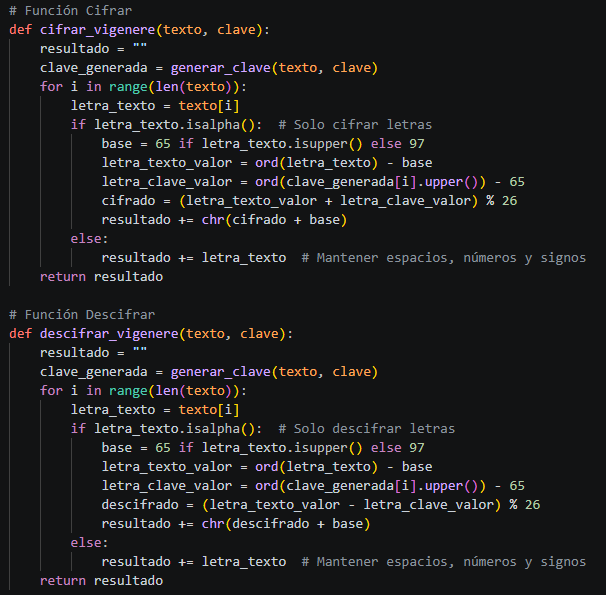 # Función Cifrar
def cifrar_vigenere(texto, clave):
    resultado = ""
    clave_generada = generar_clave(texto, clave)
    for i in range(len(texto)):
        letra_texto = texto[i]
        if letra_texto.isalpha():  # Solo cifrar letras
            base = 65 if letra_texto.isupper() else 97
            letra_texto_valor = ord(letra_texto) - base
            letra_clave_valor = ord(clave_generada[i].upper()) - 65
            cifrado = (letra_texto_valor + letra_clave_valor) % 26
            resultado += chr(cifrado + base)
        else:
            resultado += letra_texto  # Mantener espacios, números y signos
    return resultado

# Función Descifrar
def descifrar_vigenere(texto, clave):
    resultado = ""
    clave_generada = generar_clave(texto, clave)
    for i in range(len(texto)):
        letra_texto = texto[i]
        if letra_texto.isalpha():  # Solo descifrar letras
            base = 65 if letra_texto.isupper() else 97
            letra_texto_valor = ord(letra_texto) - base
            letra_clave_valor = ord(clave_generada[i].upper()) - 65
            descifrado = (letra_texto_valor - letra_clave_valor) % 26
            resultado += chr(descifrado + base)
        else:
            resultado += letra_texto  # Mantener espacios, números y signos
    return resultado